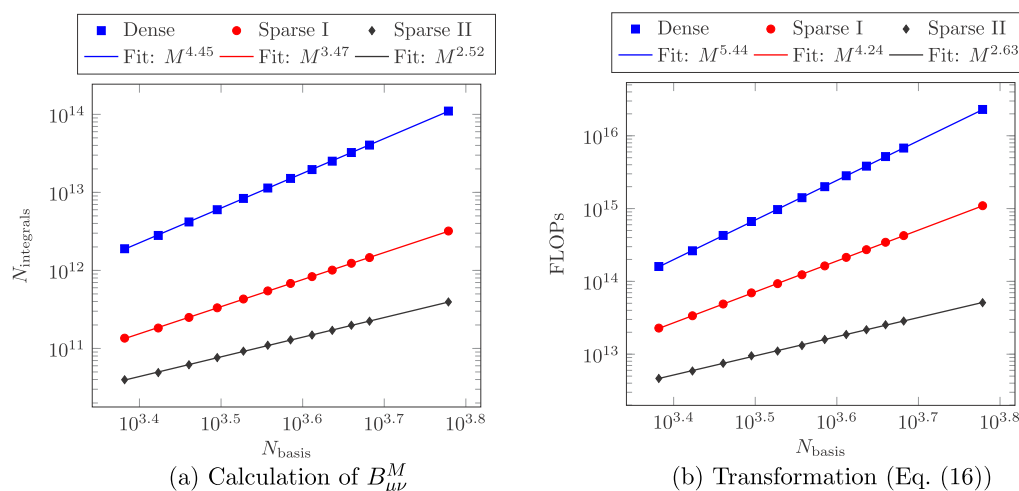 Dense Sparse I Sparse II
Fit: M^4.45 Fit: M^3.47 Fit: M^2.52
N_integrals
10^14
10^13
10^12
10^11
10^3.4 10^3.5 10^3.6 10^3.7 10^3.8
N_basis
(a) Calculation of B^M_μν
Dense Sparse I Sparse II
Fit: M^5.44 Fit: M^4.24 Fit: M^2.63
FLOPs
10^16
10^15
10^14
10^13
10^3.4 10^3.5 10^3.6 10^3.7 10^3.8
N_basis
(b) Transformation (Eq. (16))